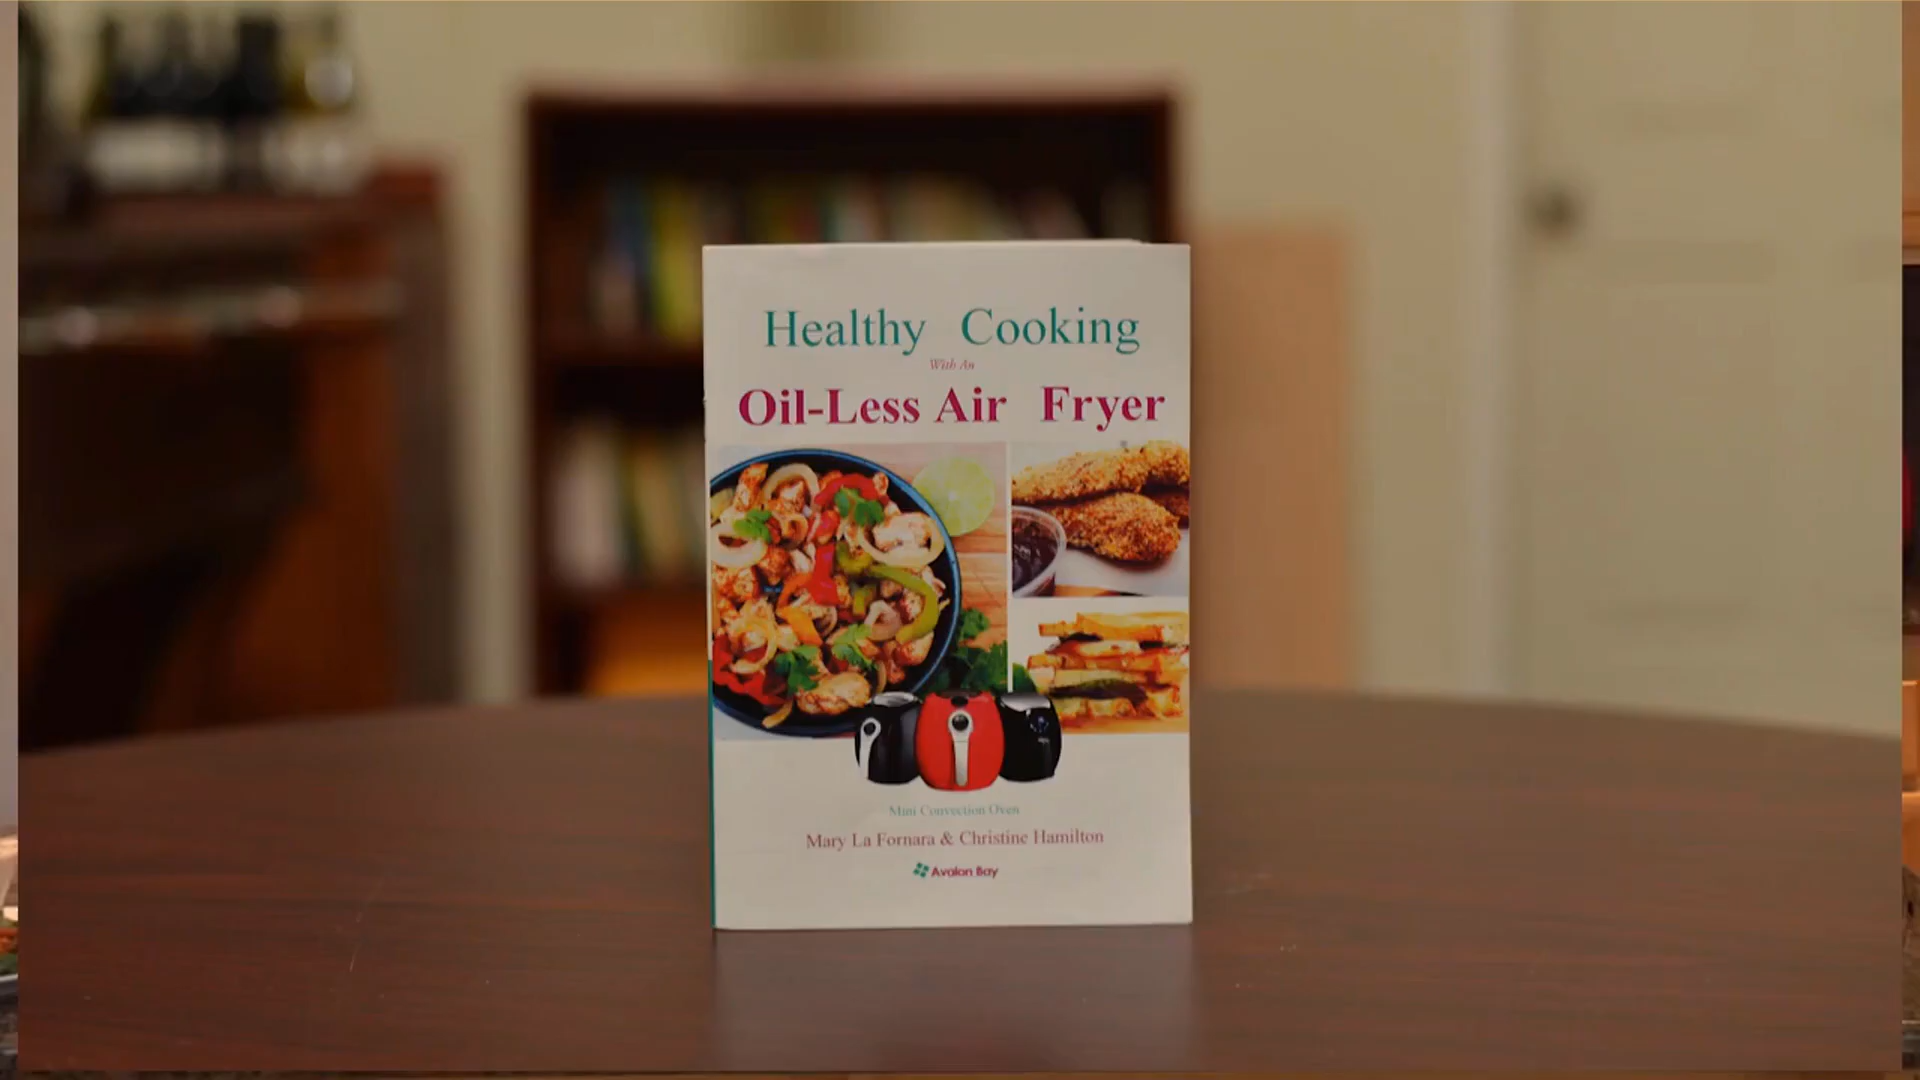 Healthy Cooking
With An
Oil-Less Air Fryer
Mini Convection Oven
Mary La Fornara & Christine Hamilton
Avalon Bay